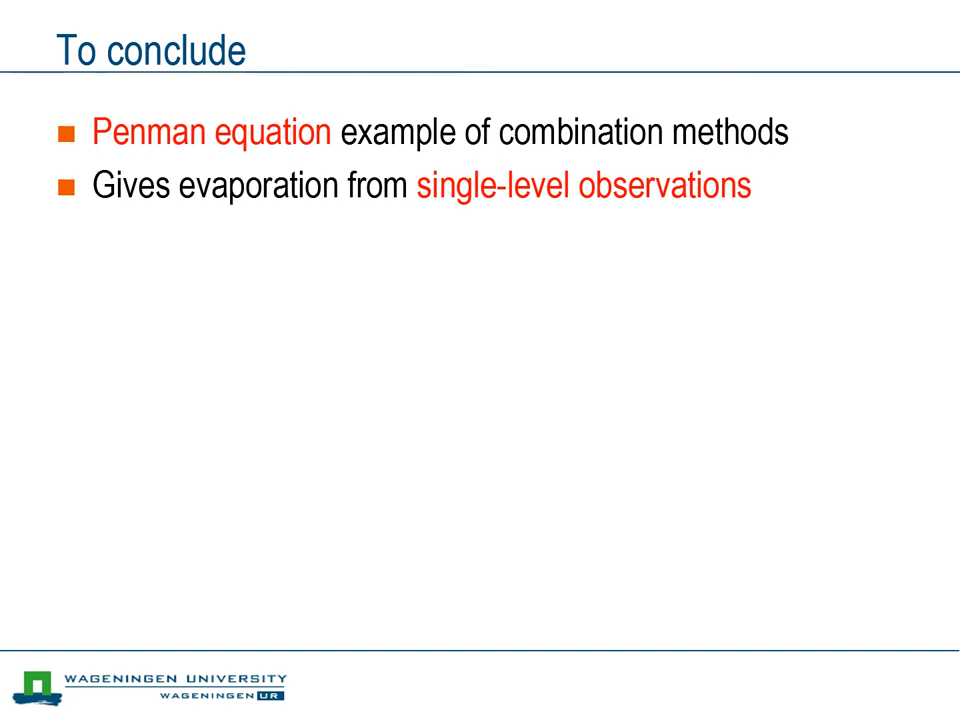 To conclude
Penman equation example of combination methods
Gives evaporation from single-level observations
WAGENINGEN UNIVERSITY
WAGENINGEN UR